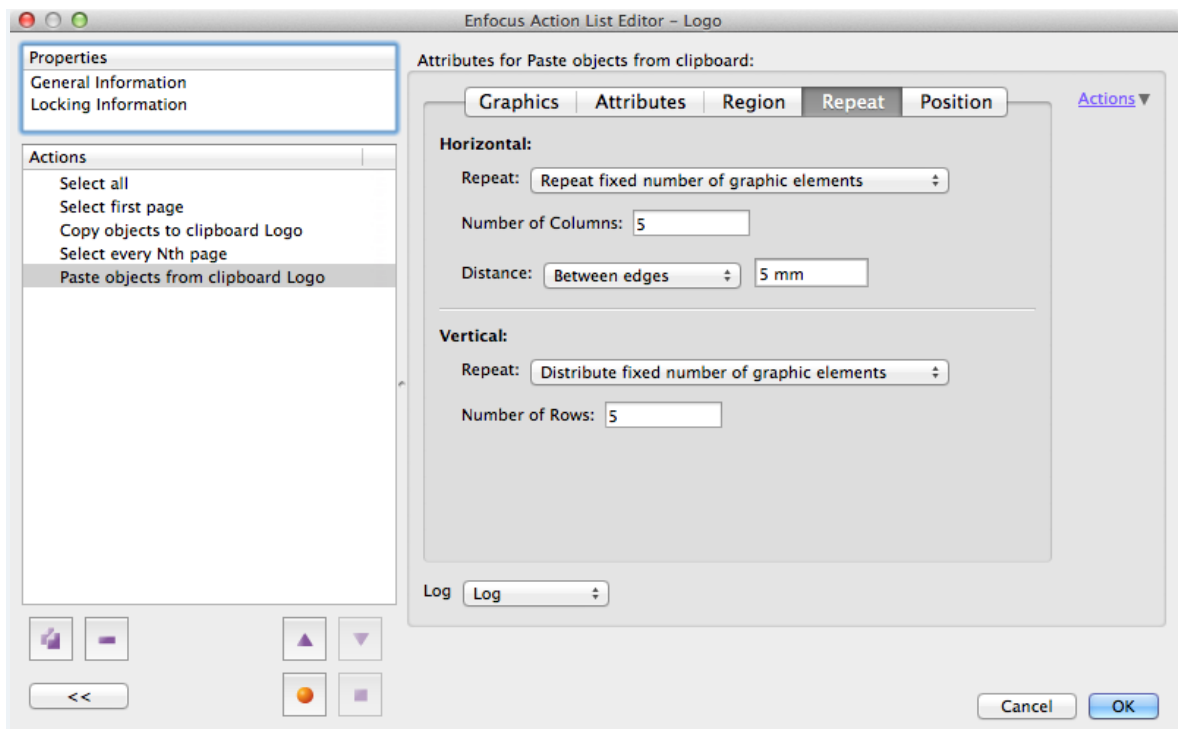 Enfocus Action List Editor – Logo
Properties
General Information
Locking Information
Actions
Select all
Select first page
Copy objects to clipboard Logo
Select every Nth page
Paste objects from clipboard Logo
<<
Attributes for Paste objects from clipboard:
Graphics Attributes Region Repeat Position
Actions▼
Horizontal:
Repeat: Repeat fixed number of graphic elements
Number of Columns: 5
Distance: Between edges 5 mm
Vertical:
Repeat: Distribute fixed number of graphic elements
Number of Rows: 5
Log Log
Cancel OK